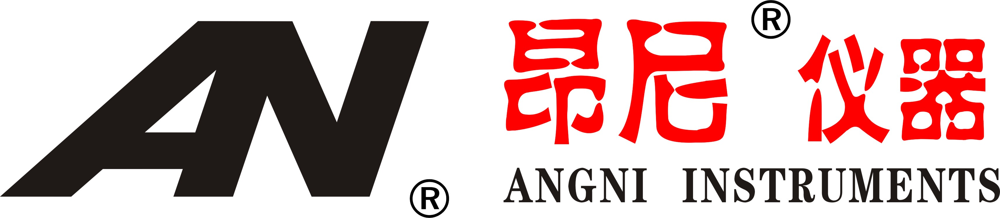 AN®
昂尼®仪器
ANGNI INSTRUMENTS